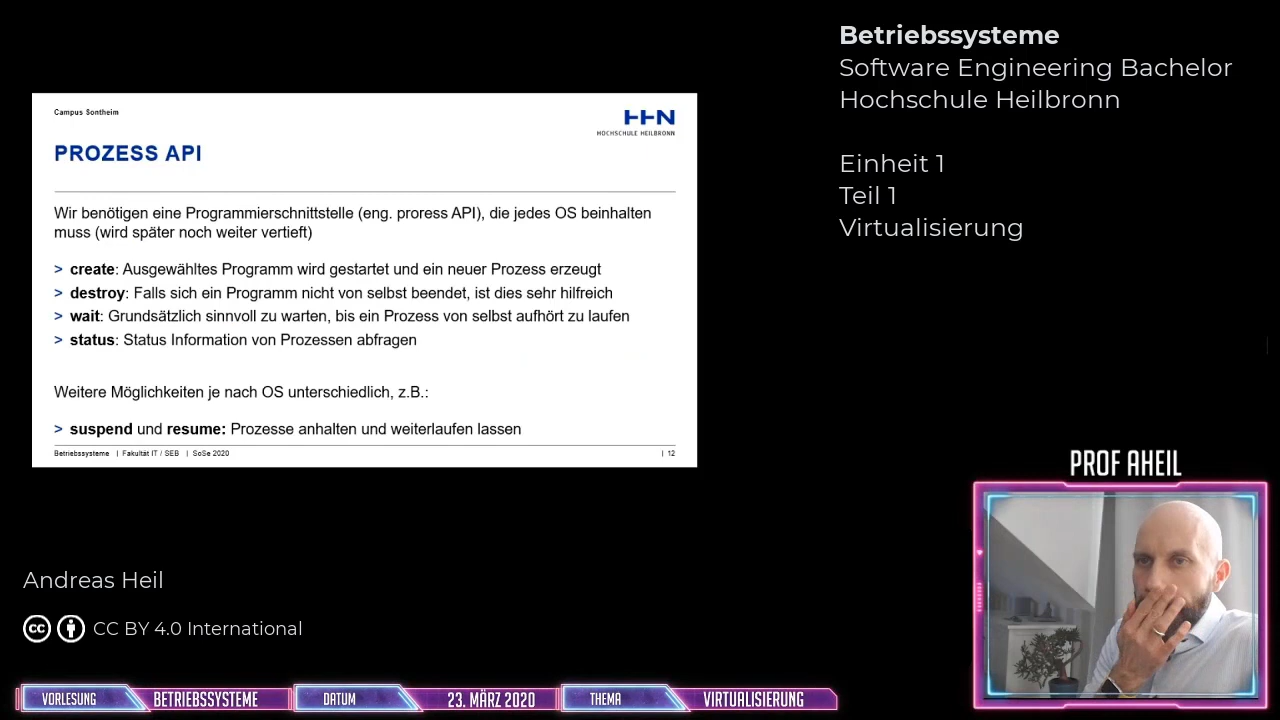 Betriebssysteme
Software Engineering Bachelor
Hochschule Heilbronn
Einheit 1
Teil 1
Virtualisierung
Campus Sontheim
HHN
HOCHSCHULE HEILBRONN
PROZESS API
Wir benötigen eine Programmierschnittstelle (eng. proress API), die jedes OS beinhalten
muss (wird später noch weiter vertieft)
> create: Ausgewähltes Programm wird gestartet und ein neuer Prozess erzeugt
> destroy: Falls sich ein Programm nicht von selbst beendet, ist dies sehr hilfreich
> wait: Grundsätzlich sinnvoll zu warten, bis ein Prozess von selbst aufhört zu laufen
> status: Status Information von Prozessen abfragen
Weitere Möglichkeiten je nach OS unterschiedlich, z.B.:
> suspend und resume: Prozesse anhalten und weiterlaufen lassen
Betriebssysteme | Fakultät IT / SEB | SoSe 2020 | 12
PROF AHEIL
Andreas Heil
cc CC BY 4.0 International
VORLESUNG BETRIEBSSYSTEME DATUM 23. MÄRZ 2020 THEMA VIRTUALISIERUNG